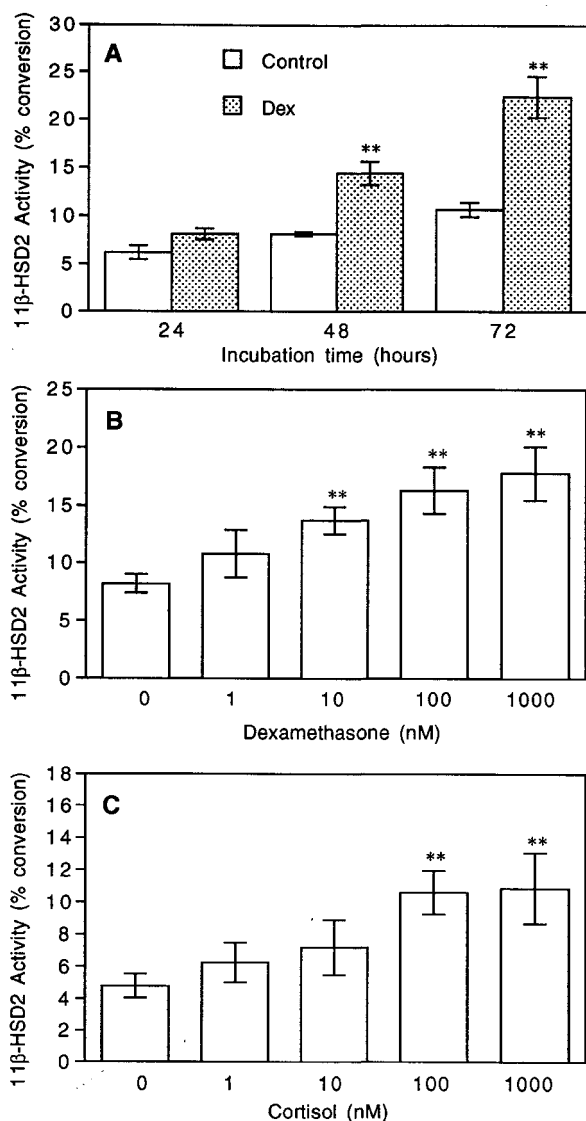 A
Control
Dex
**
**
30
25
20
15
10
5
0
11β-HSD2 Activity (% conversion)
24 48 72
Incubation time (hours)
B
**
**
**
25
20
15
10
5
0
11β-HSD2 Activity (% conversion)
0 1 10 100 1000
Dexamethasone (nM)
C
**
**
18
16
14
12
10
8
6
4
2
0
11β-HSD2 Activity (% conversion)
0 1 10 100 1000
Cortisol (nM)